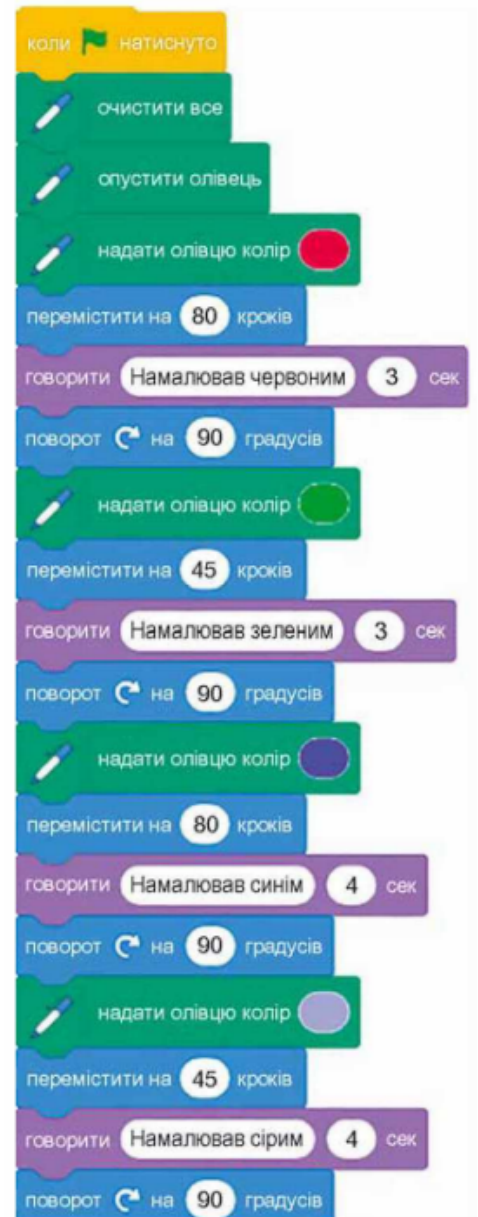 коли натиснуто
очистити все
опустити олівець
надати олівцю колір
перемістити на 80 кроків
говорити Намалював червоним 3 сек
поворот на 90 градусів
надати олівцю колір
перемістити на 45 кроків
говорити Намалював зеленим 3 сек
поворот на 90 градусів
надати олівцю колір
перемістити на 80 кроків
говорити Намалював синім 4 сек
поворот на 90 градусів
надати олівцю колір
перемістити на 45 кроків
говорити Намалював сірим 4 сек
поворот на 90 градусів